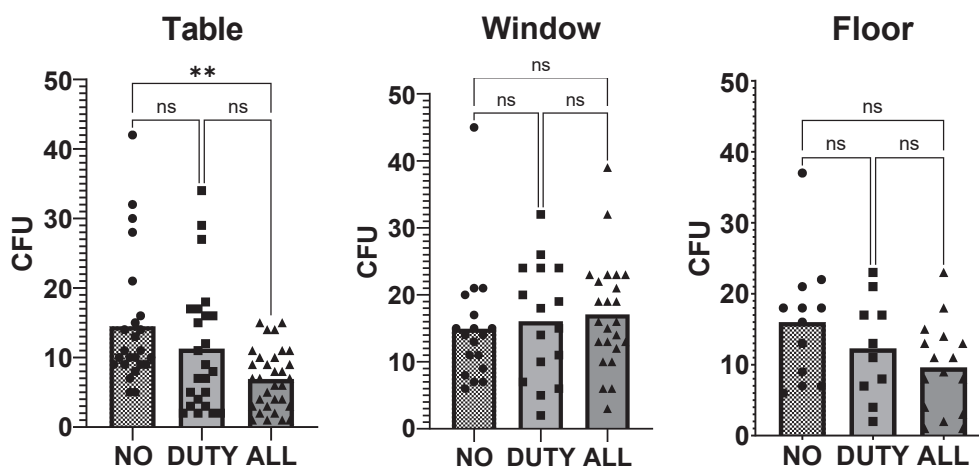 Table
Window
Floor
**
ns ns
50
40
30
20
10
0
CFU
NO DUTY ALL
ns
ns ns
50
40
30
20
10
0
CFU
NO DUTY ALL
ns
ns ns
50
40
30
20
10
0
CFU
NO DUTY ALL